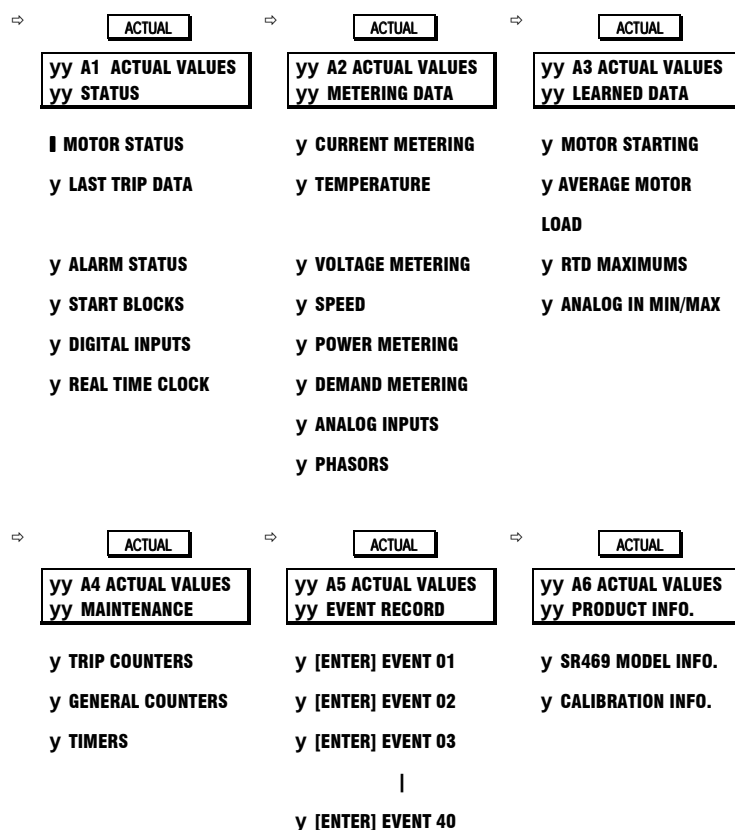 ⇨ ACTUAL
yy A1 ACTUAL VALUES
yy STATUS
▌ MOTOR STATUS
y LAST TRIP DATA
y ALARM STATUS
y START BLOCKS
y DIGITAL INPUTS
y REAL TIME CLOCK
⇨ ACTUAL
yy A2 ACTUAL VALUES
yy METERING DATA
y CURRENT METERING
y TEMPERATURE
y VOLTAGE METERING
y SPEED
y POWER METERING
y DEMAND METERING
y ANALOG INPUTS
y PHASORS
⇨ ACTUAL
yy A3 ACTUAL VALUES
yy LEARNED DATA
y MOTOR STARTING
y AVERAGE MOTOR
LOAD
y RTD MAXIMUMS
y ANALOG IN MIN/MAX
⇨ ACTUAL
yy A4 ACTUAL VALUES
yy MAINTENANCE
y TRIP COUNTERS
y GENERAL COUNTERS
y TIMERS
⇨ ACTUAL
yy A5 ACTUAL VALUES
yy EVENT RECORD
y [ENTER] EVENT 01
y [ENTER] EVENT 02
y [ENTER] EVENT 03
|
y [ENTER] EVENT 40
⇨ ACTUAL
yy A6 ACTUAL VALUES
yy PRODUCT INFO.
y SR469 MODEL INFO.
y CALIBRATION INFO.